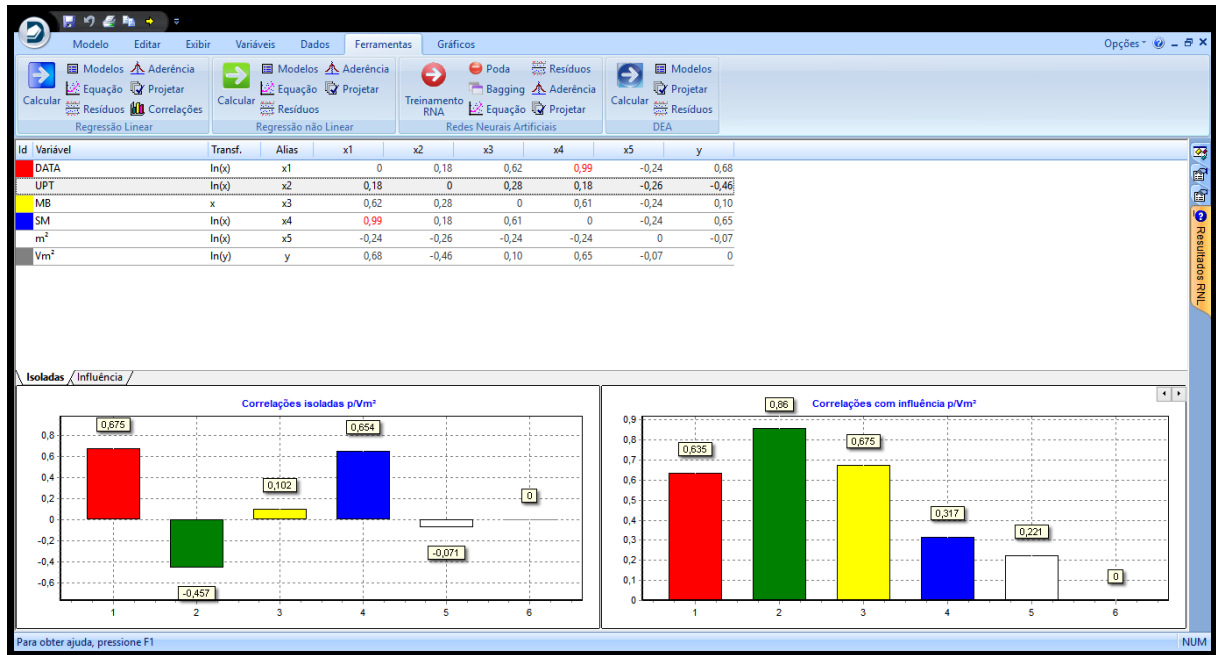 Modelo Editar Exibir Variáveis Dados Ferramentas Gráficos Opções
Calcular Modelos Aderência Equação Projetar Resíduos Correlações
Regressão Linear
Calcular Modelos Aderência Equação Projetar Resíduos
Regressão não Linear
Treinamento RNA Poda Resíduos Bagging Aderência Equação Projetar
Redes Neurais Artificiais
Calcular Modelos Projetar Resíduos
DEA
Id Variável Transf. Alias x1 x2 x3 x4 x5 y
DATA ln(x) x1 0 0,18 0,62 0,99 -0,24 0,68
UPT ln(x) x2 0,18 0 0,28 0,18 -0,26 -0,46
MB x x3 0,62 0,28 0 0,61 -0,24 0,10
SM ln(x) x4 0,99 0,18 0,61 0 -0,24 0,65
m² ln(x) x5 -0,24 -0,26 -0,24 -0,24 0 -0,07
Vm² ln(y) y 0,68 -0,46 0,10 0,65 -0,07 0
Resultados RNL
Isoladas Influência
Correlações isoladas p/Vm²
0,8
0,6
0,4
0,2
0
-0,2
-0,4
-0,6
0,675
-0,457
0,102
0,654
-0,071
0
1 2 3 4 5 6
Correlações com influência p/Vm²
0,9
0,8
0,7
0,6
0,5
0,4
0,3
0,2
0,1
0
0,635
0,86
0,675
0,317
0,221
0
1 2 3 4 5 6
Para obter ajuda, pressione F1 NUM